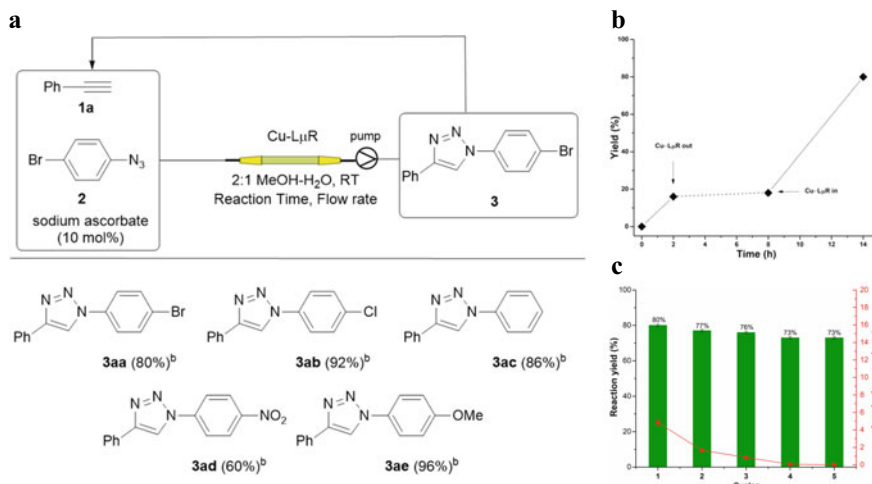 a
Ph
1a
Br
N3
2
sodium ascorbate
(10 mol%)
Cu-LμR
pump
2:1 MeOH-H2O, RT
Reaction Time, Flow rate
N
N
N
Br
Ph
3
N
N
N
Br
Ph
3aa (80%)b
N
N
N
Cl
Ph
3ab (92%)b
N
N
N
Ph
3ac (86%)b
N
N
N
NO2
Ph
3ad (60%)b
N
N
N
OMe
Ph
3ae (96%)b
b
100
80
60
40
20
0
Yield (%)
Cu- LμR out
Cu- LμR in
0
2
4
6
8
10
12
14
Time (h)
c
100
80
60
40
20
0
Reaction yield (%)
80%
77%
76%
73%
73%
20
18
16
14
12
10
8
6
4
2
0
1
2
3
4
5